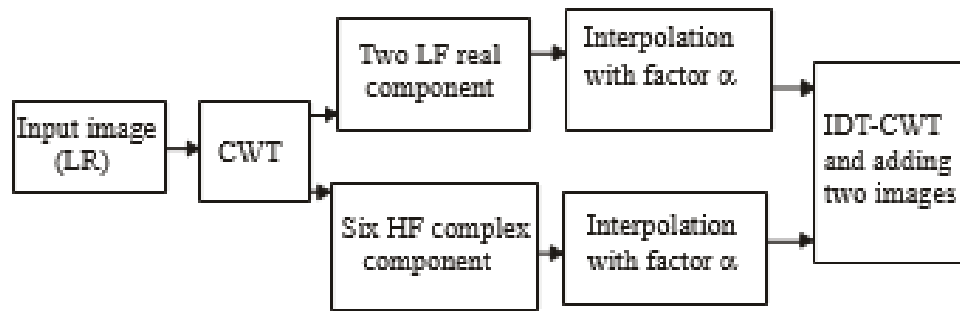 Input image
(LR)
CWT
Two LF real
component
Interpolation
with factor α
Six HF complex
component
Interpolation
with factor α
IDT-CWT
and adding
two images